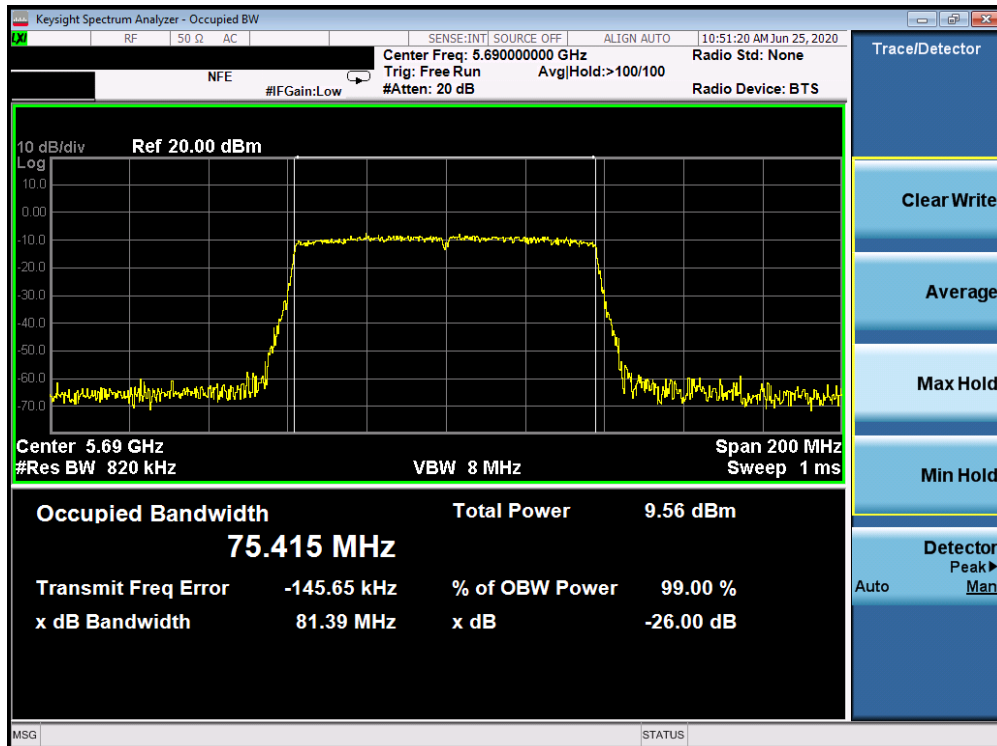 Keysight Spectrum Analyzer - Occupied BW
LXI RF 50 Ω AC SENSE:INT SOURCE OFF ALIGN AUTO 10:51:20 AM Jun 25, 2020
Center Freq: 5.690000000 GHz Radio Std: None
NFE Trig: Free Run Avg|Hold:>100/100
#IFGain:Low #Atten: 20 dB Radio Device: BTS
10 dB/div Ref 20.00 dBm
Log
10.0
0.00
-10.0
-20.0
-30.0
-40.0
-50.0
-60.0
-70.0
Center 5.69 GHz Span 200 MHz
#Res BW 820 kHz VBW 8 MHz Sweep 1 ms
Occupied Bandwidth Total Power 9.56 dBm
75.415 MHz
Transmit Freq Error -145.65 kHz % of OBW Power 99.00 %
x dB Bandwidth 81.39 MHz x dB -26.00 dB
MSG STATUS
Trace/Detector
Clear Write
Average
Max Hold
Min Hold
Detector
Peak▶
Auto Man